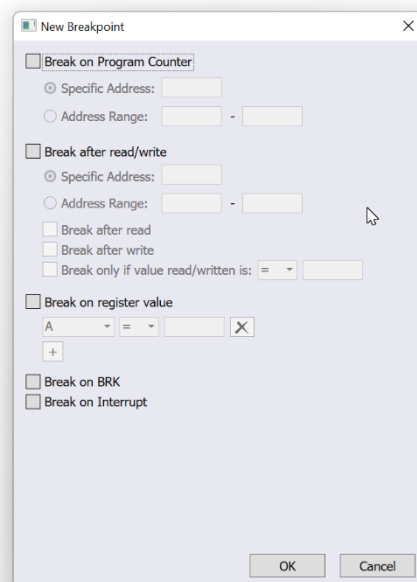 New Breakpoint
Break on Program Counter
Specific Address:
Address Range: -
Break after read/write
Specific Address:
Address Range: -
Break after read
Break after write
Break only if value read/written is: =
Break on register value
A =
+
Break on BRK
Break on Interrupt
OK Cancel